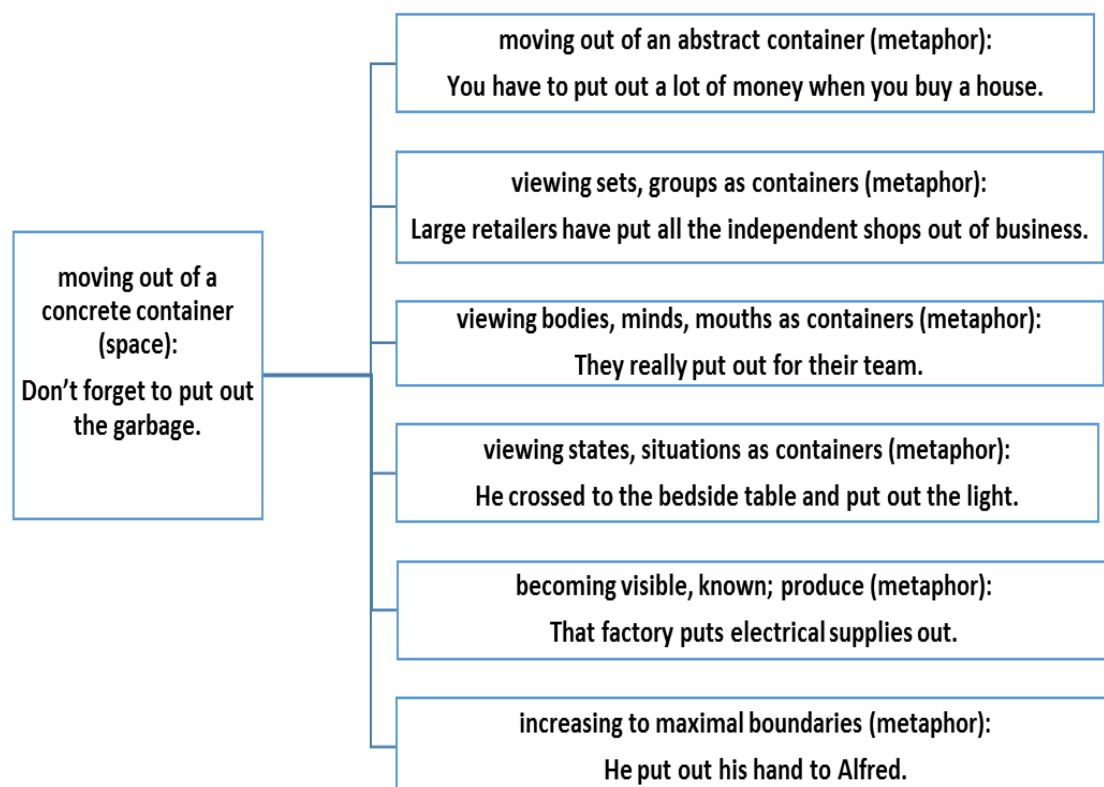 moving out of a
concrete container
(space):
Don’t forget to put out
the garbage.
moving out of an abstract container (metaphor):
You have to put out a lot of money when you buy a house.
viewing sets, groups as containers (metaphor):
Large retailers have put all the independent shops out of business.
viewing bodies, minds, mouths as containers (metaphor):
They really put out for their team.
viewing states, situations as containers (metaphor):
He crossed to the bedside table and put out the light.
becoming visible, known; produce (metaphor):
That factory puts electrical supplies out.
increasing to maximal boundaries (metaphor):
He put out his hand to Alfred.